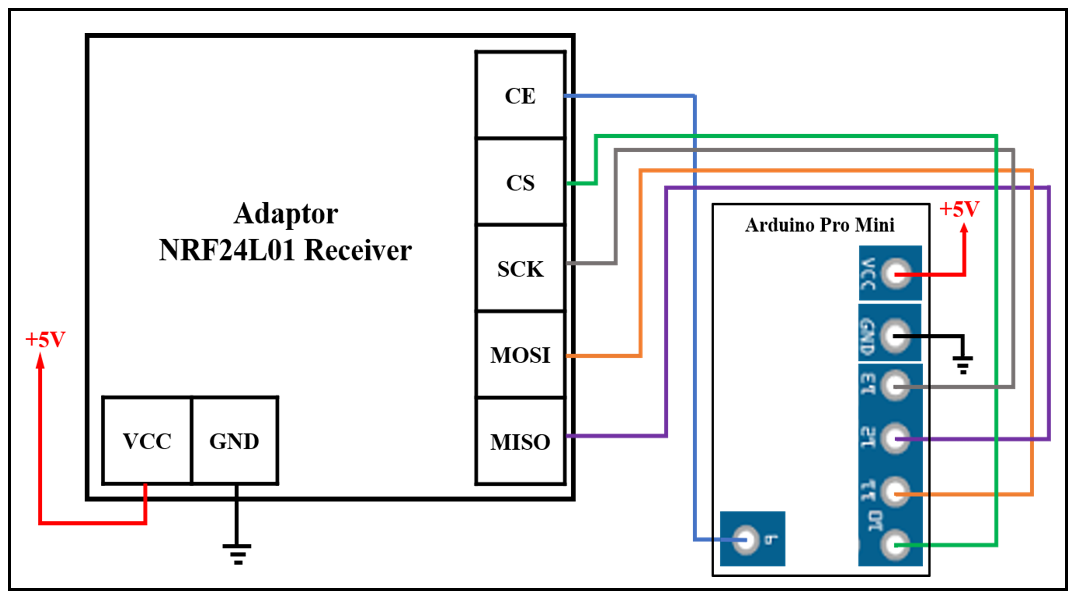 CE
CS
SCK
MOSI
MISO
Adaptor
NRF24L01 Receiver
+5V
VCC
GND
Arduino Pro Mini
+5V
VCC
GND
13
12
11
10
9